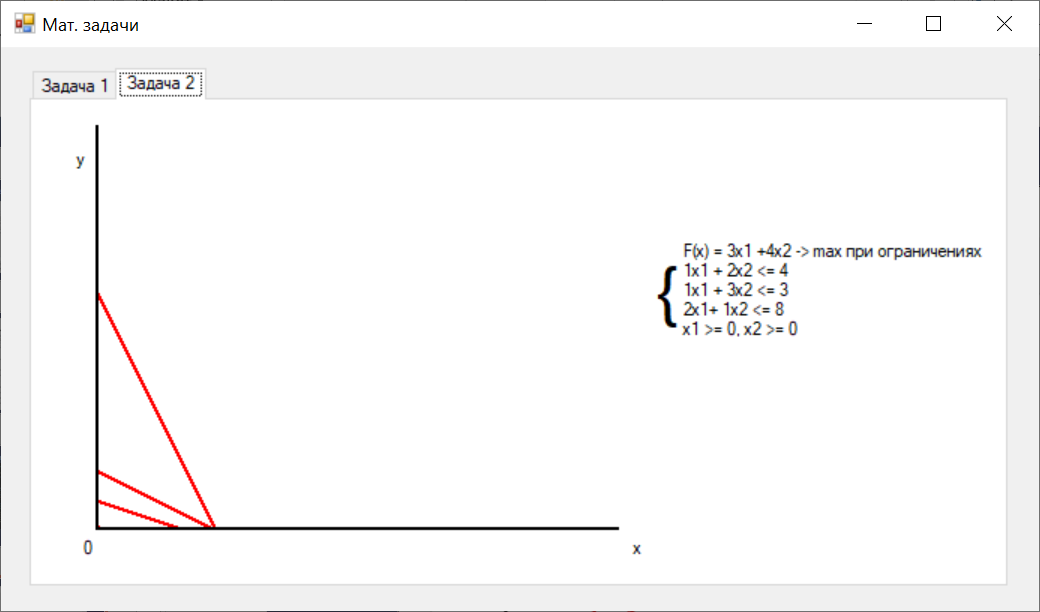 Мат. задачи
Задача 1
Задача 2
y
F(x) = 3x1 +4x2 -> max при ограничениях
{
1x1 + 2x2 <= 4
1x1 + 3x2 <= 3
2x1+ 1x2 <= 8
x1 >= 0, x2 >= 0
0
x